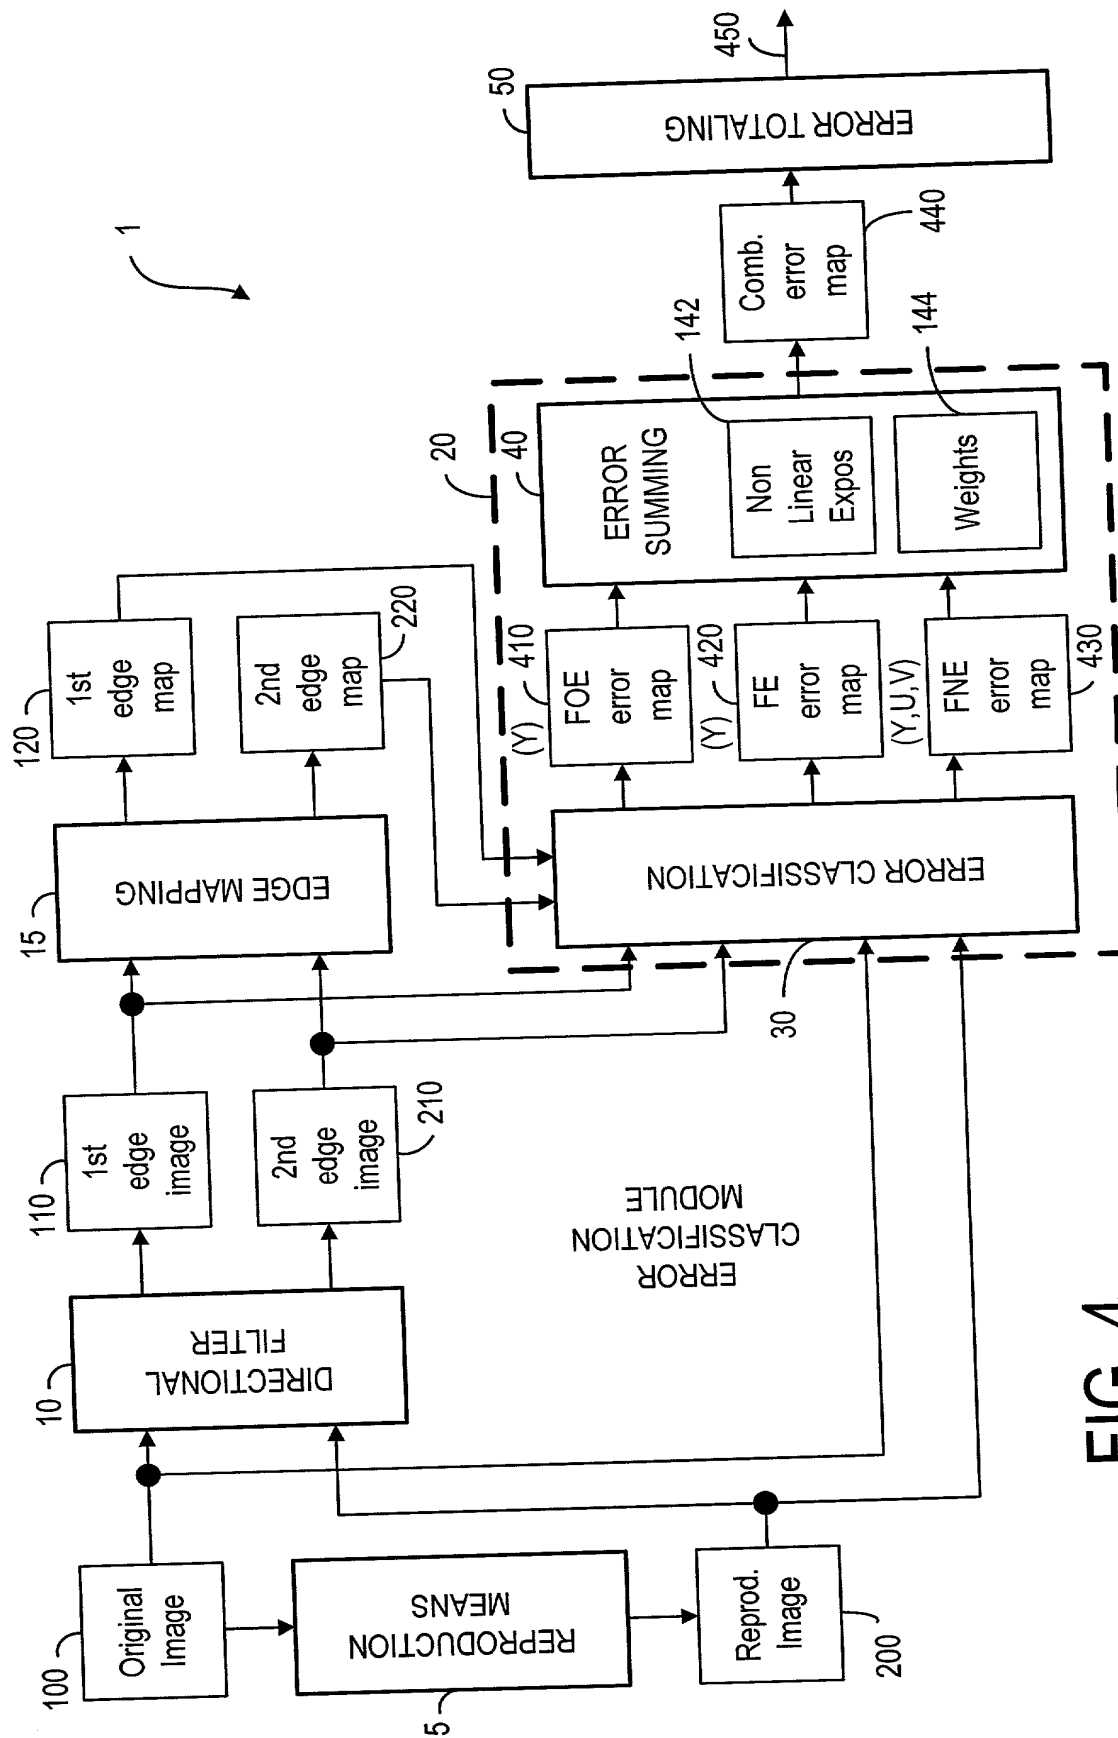 1
100
Original
Image
5
REPRODUCTION
MEANS
200
Reprod.
Image
10
DIRECTIONAL
FILTER
110
1st
edge
image
210
2nd
edge
image
15
EDGE MAPPING
120
1st
edge
map
220
2nd
edge
map
ERROR
CLASSIFICATION
MODULE
20
30
ERROR CLASSIFICATION
(Y)
410
FOE
error
map
(Y)
420
FE
error
map
(Y,U,V)
430
FNE
error
map
40
ERROR
SUMMING
142
Non
Linear
Expos
144
Weights
440
Comb.
error
map
50
ERROR TOTALING
450
FIG. 4